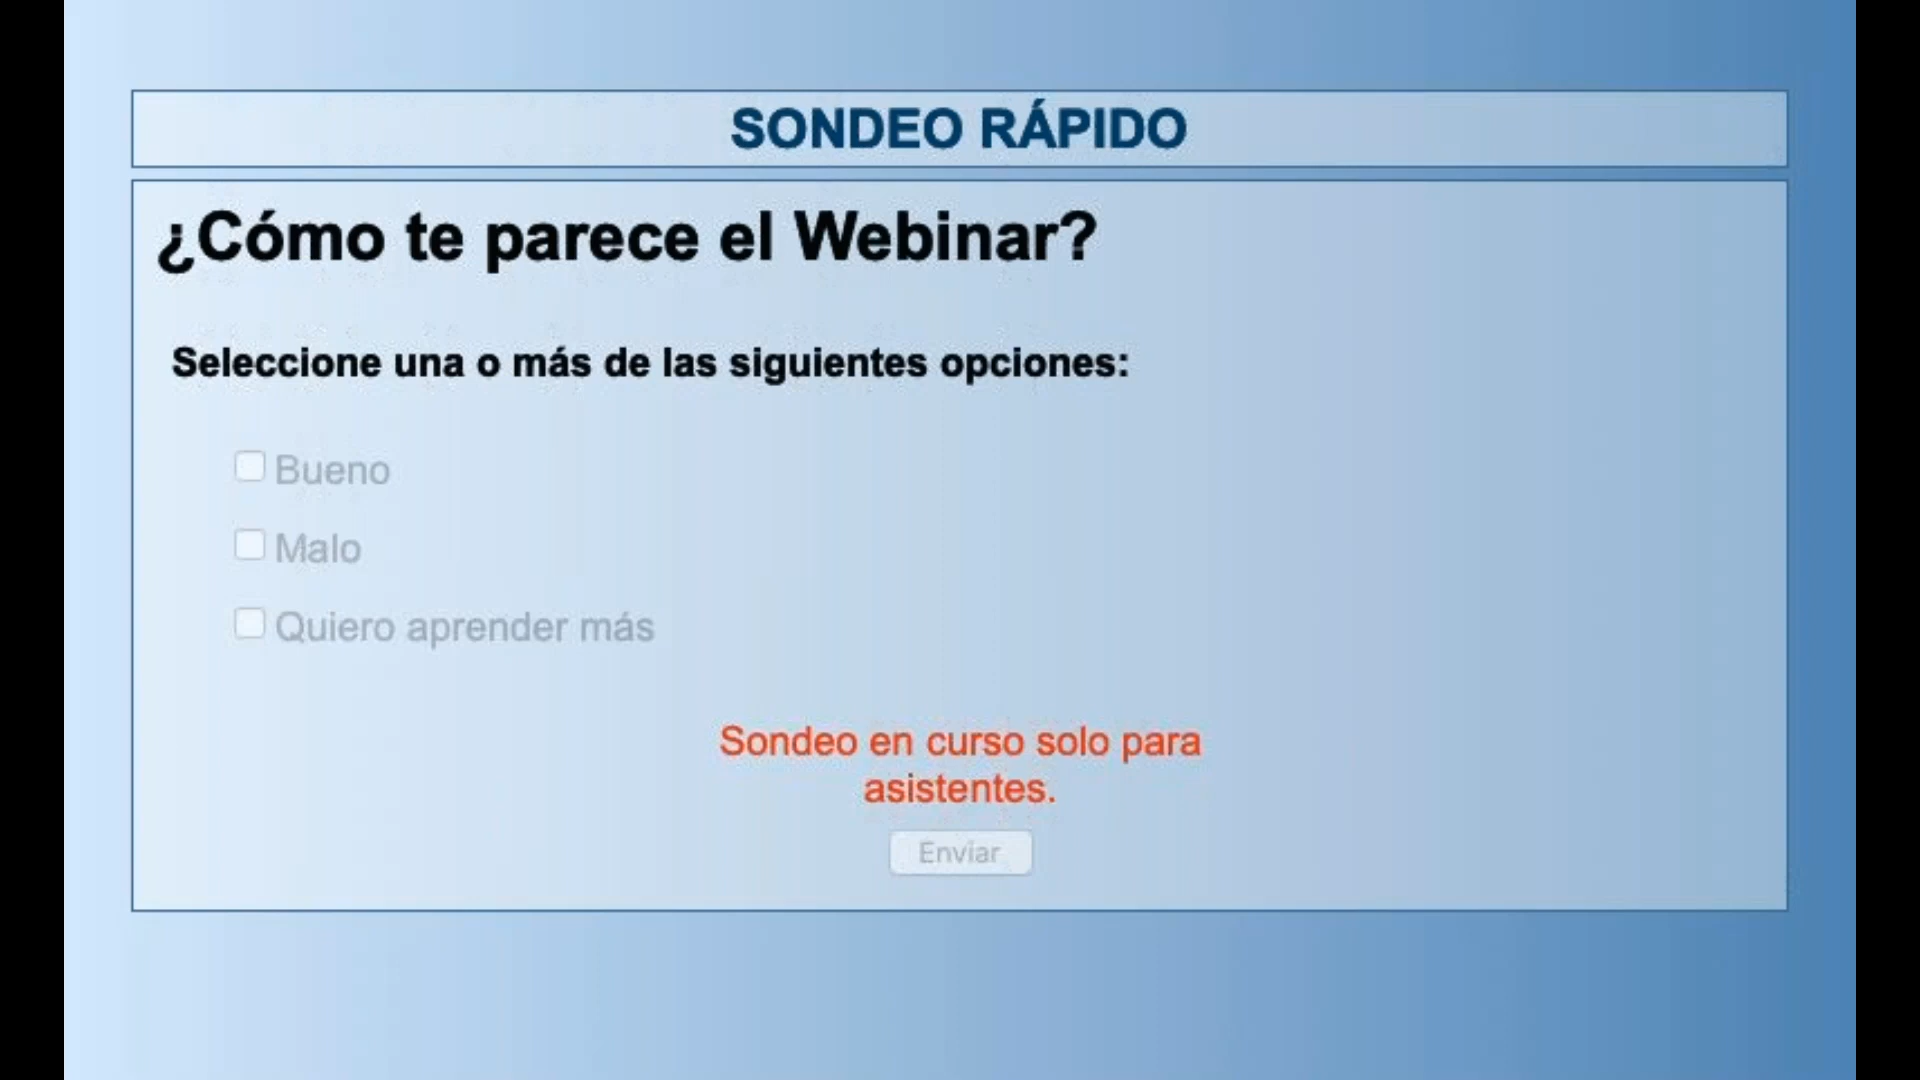 SONDEO RÁPIDO
¿Cómo te parece el Webinar?
Seleccione una o más de las siguientes opciones:
Bueno
Malo
Quiero aprender más
Sondeo en curso solo para
asistentes.
Enviar